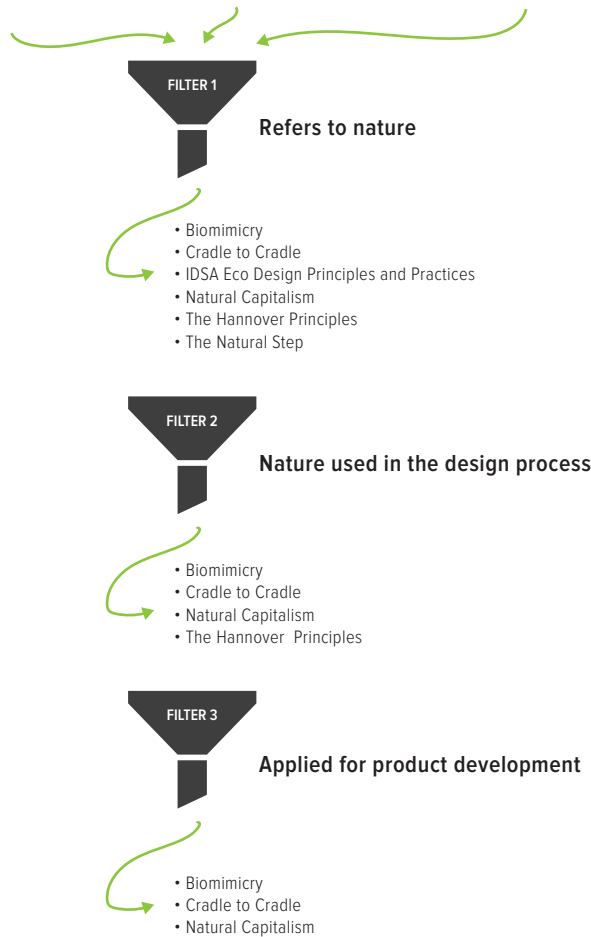 FILTER 1
Refers to nature
• Biomimicry
• Cradle to Cradle
• IDSA Eco Design Principles and Practices
• Natural Capitalism
• The Hannover Principles
• The Natural Step
FILTER 2
Nature used in the design process
• Biomimicry
• Cradle to Cradle
• Natural Capitalism
• The Hannover Principles
FILTER 3
Applied for product development
• Biomimicry
• Cradle to Cradle
• Natural Capitalism